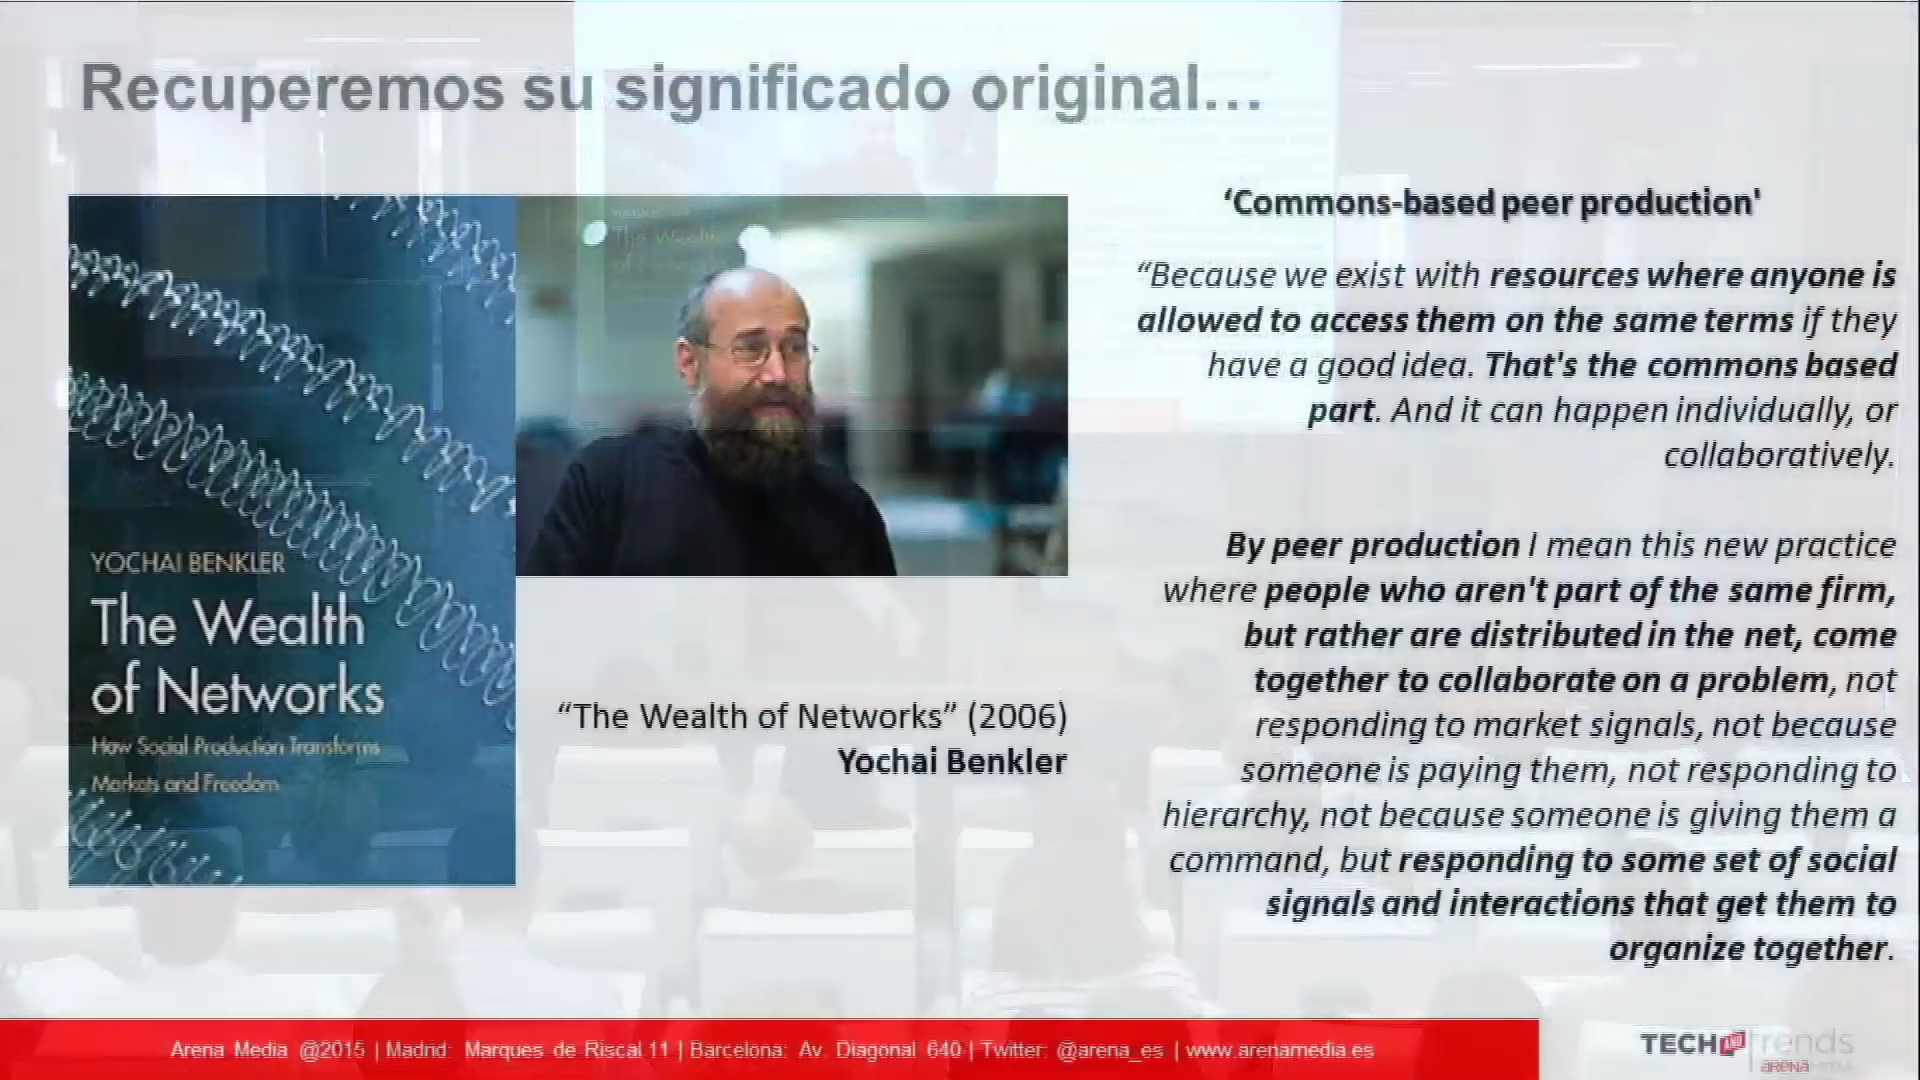 Recuperemos su significado original…
YOCHAI BENKLER
The Wealth
of Networks
How Social Production Transforms
Markets and Freedom
“The Wealth of Networks” (2006)
Yochai Benkler
‘Commons-based peer production'
“Because we exist with resources where anyone is
allowed to access them on the same terms if they
have a good idea. That's the commons based
part. And it can happen individually, or
collaboratively.
By peer production I mean this new practice
where people who aren't part of the same firm,
but rather are distributed in the net, come
together to collaborate on a problem, not
responding to market signals, not because
someone is paying them, not responding to
hierarchy, not because someone is giving them a
command, but responding to some set of social
signals and interactions that get them to
organize together.
Arena Media @2015 | Madrid: Marques de Riscal 11 | Barcelona: Av. Diagonal 640 | Twitter: @arena_es | www.arenamedia.es
TECH AND Trends
arena MEDIA